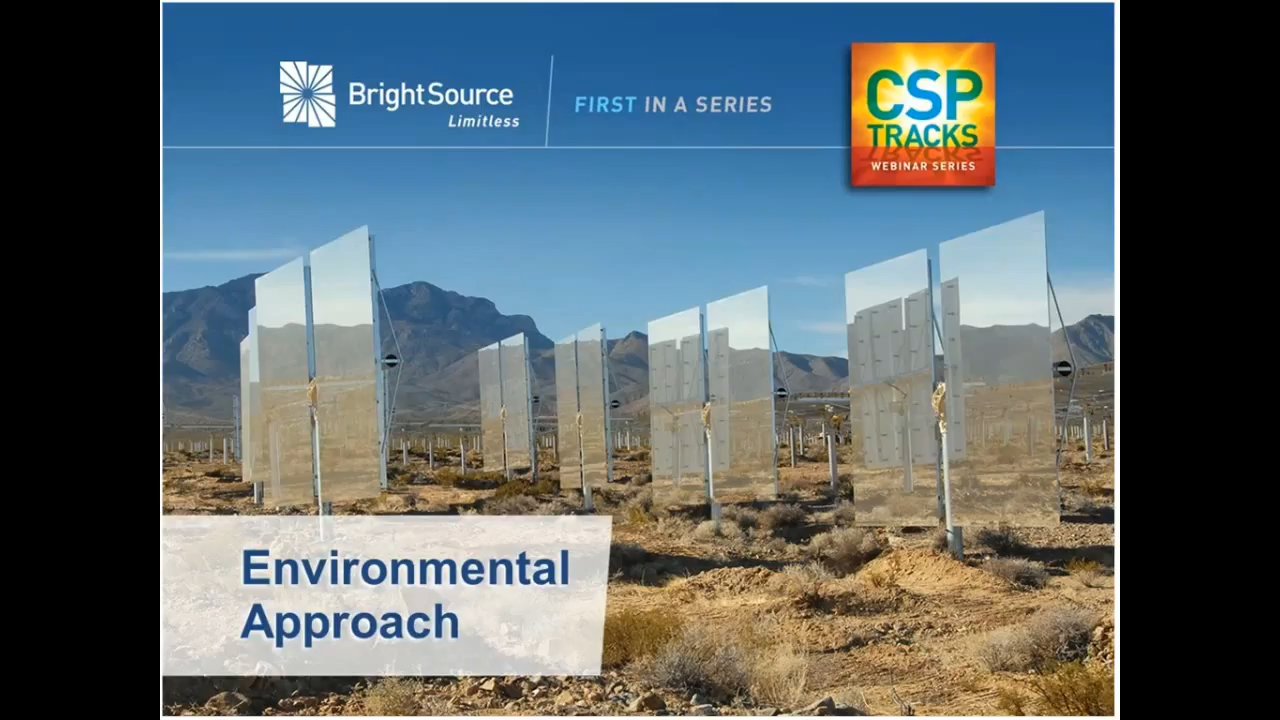 BrightSource
Limitless
FIRST IN A SERIES
CSP
TRACKS
WEBINAR SERIES
Environmental
Approach